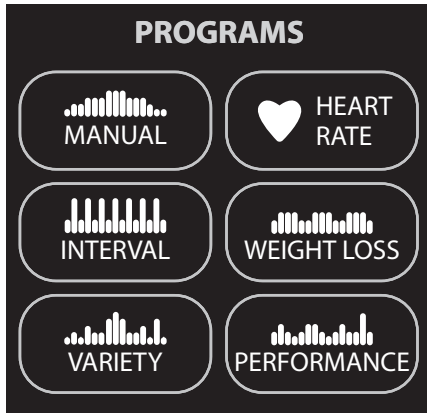 PROGRAMS
MANUAL
HEART
RATE
INTERVAL
WEIGHT LOSS
VARIETY
PERFORMANCE